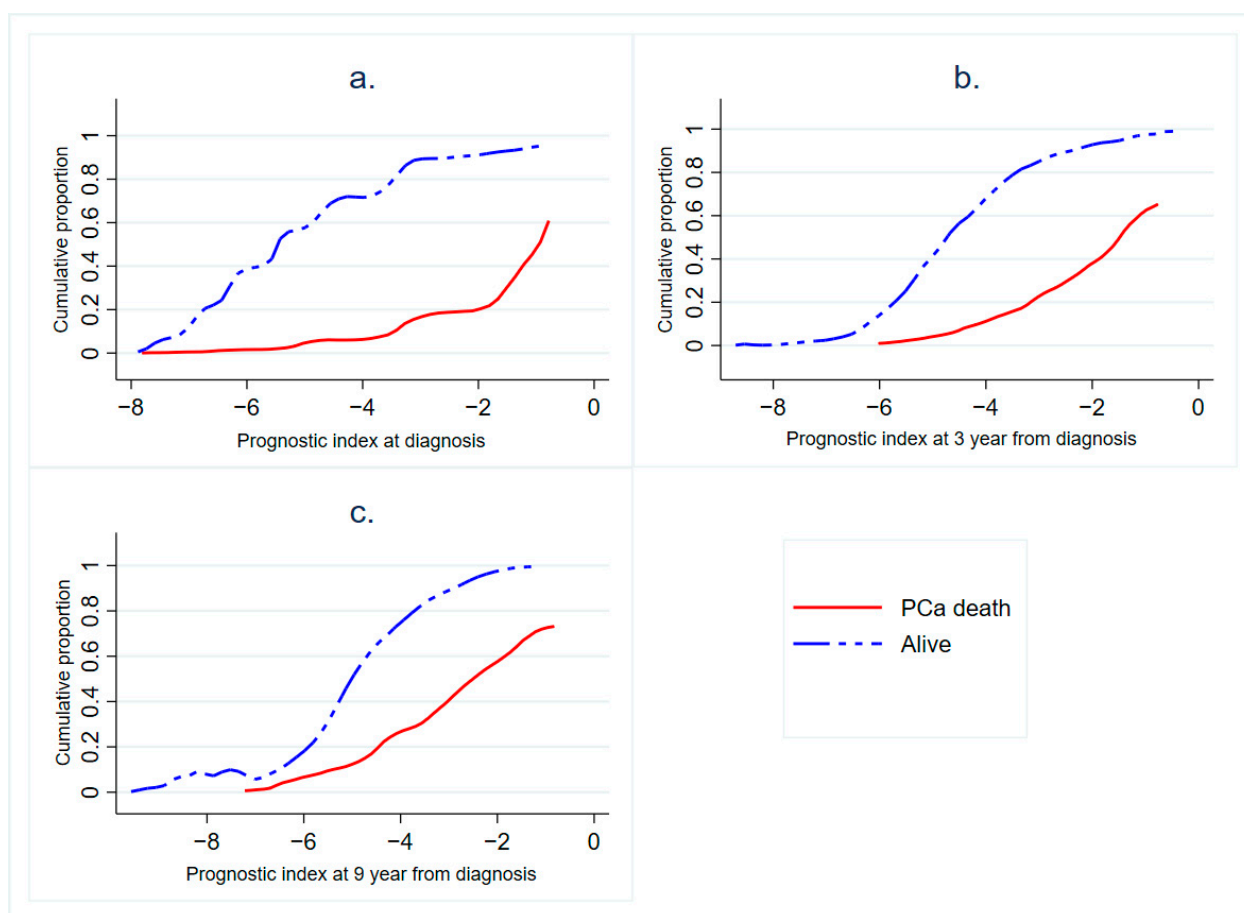 a.
Cumulative proportion
0 0.2 0.4 0.6 0.8 1
−8 −6 −4 −2 0
Prognostic index at diagnosis
b.
Cumulative proportion
0 0.2 0.4 0.6 0.8 1
−8 −6 −4 −2 0
Prognostic index at 3 year from diagnosis
c.
Cumulative proportion
0 0.2 0.4 0.6 0.8 1
−8 −6 −4 −2 0
Prognostic index at 9 year from diagnosis
PCa death
Alive